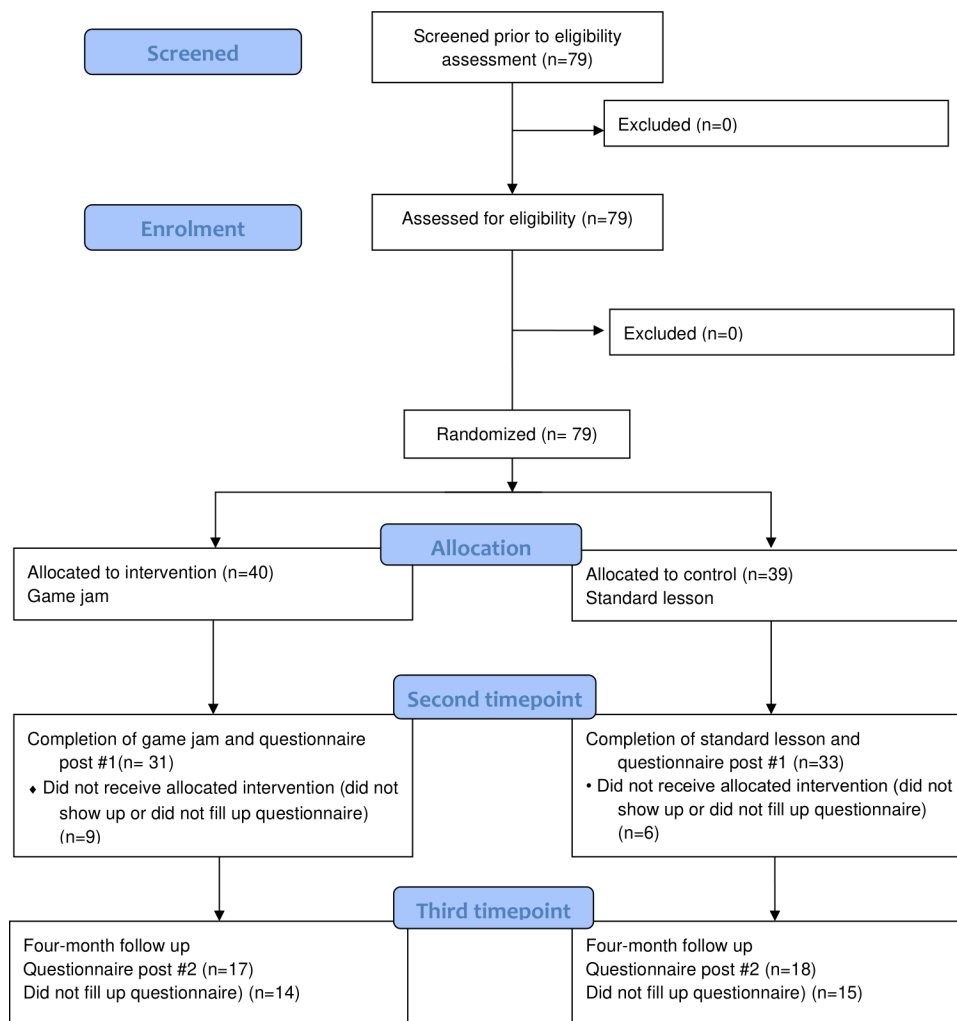 Screened
Screened prior to eligibility
assessment (n=79)
Excluded (n=0)
Enrolment
Assessed for eligibility (n=79)
Excluded (n=0)
Randomized (n= 79)
Allocation
Allocated to intervention (n=40)
Game jam
Allocated to control (n=39)
Standard lesson
Second timepoint
Completion of game jam and questionnaire
post #1(n= 31)
♦ Did not receive allocated intervention (did not
show up or did not fill up questionnaire)
(n=9)
Completion of standard lesson and
questionnaire post #1 (n=33)
• Did not receive allocated intervention (did not
show up or did not fill up questionnaire)
(n=6)
Third timepoint
Four-month follow up
Questionnaire post #2 (n=17)
Did not fill up questionnaire) (n=14)
Four-month follow up
Questionnaire post #2 (n=18)
Did not fill up questionnaire) (n=15)